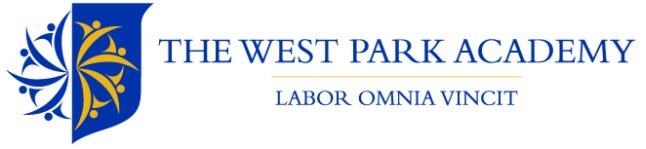 THE WEST PARK ACADEMY
LABOR OMNIA VINCIT